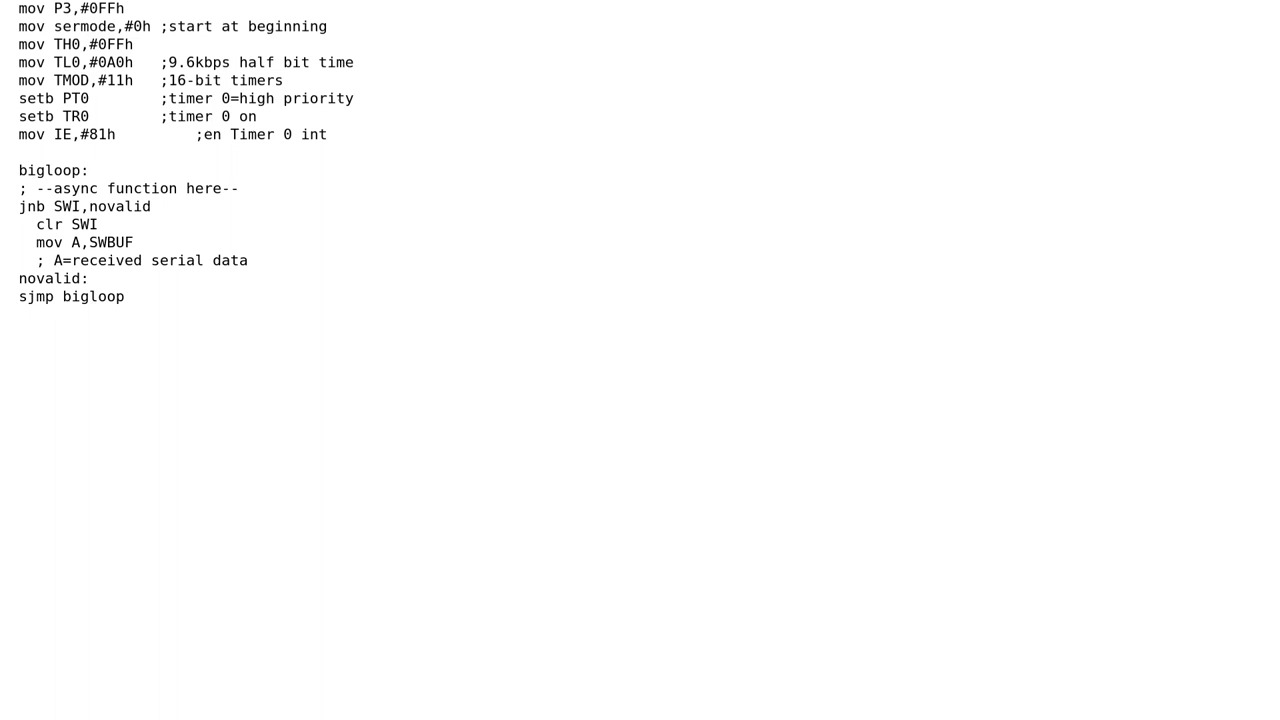 mov P3,#0FFh
mov sermode,#0h ;start at beginning
mov TH0,#0FFh
mov TL0,#0A0h   ;9.6kbps half bit time
mov TMOD,#11h   ;16-bit timers
setb PT0        ;timer 0=high priority
setb TR0        ;timer 0 on
mov IE,#81h         ;en Timer 0 int

bigloop:
; --async function here--
jnb SWI,novalid
  clr SWI
  mov A,SWBUF
  ; A=received serial data
novalid:
sjmp bigloop